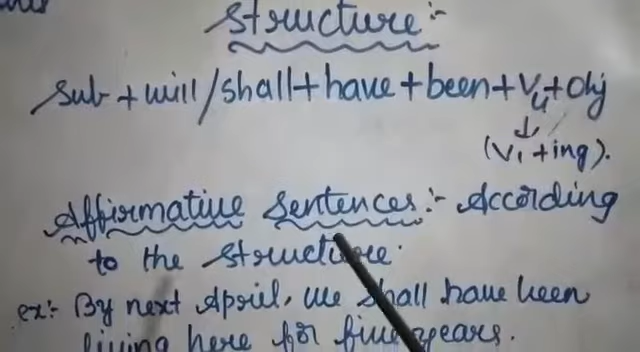 Structure:-
Sub+will/shall+have+been+V4+Obj
(V1+ing).
Affirmative Sentences:- According
to the Structure.
ex:- By next April, we shall have been
living here for five years.